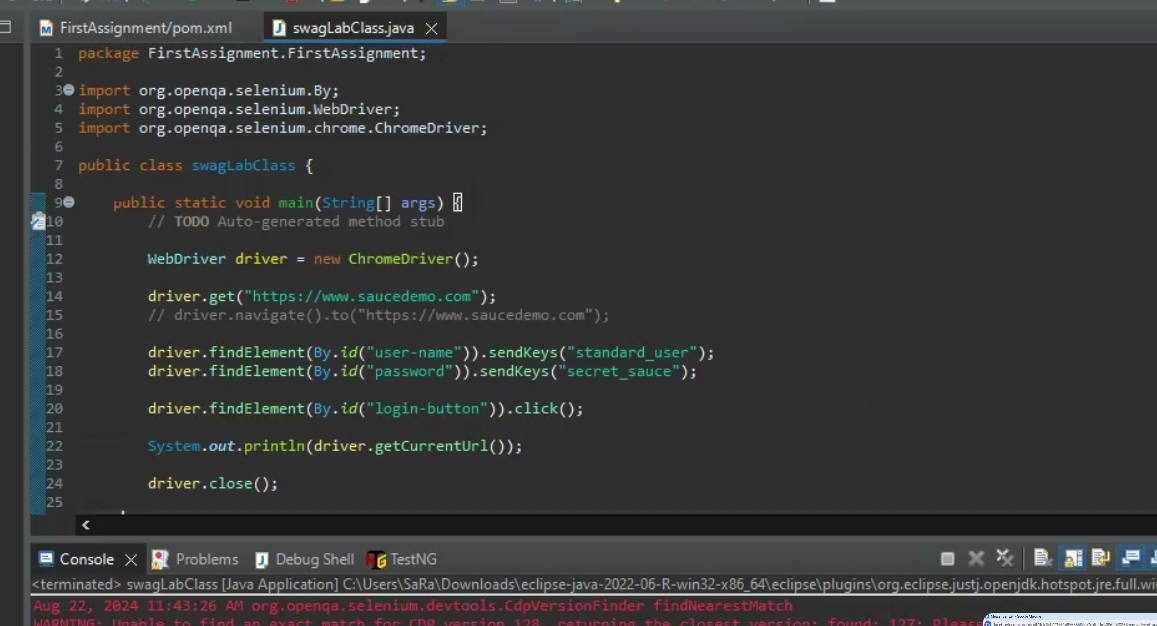 FirstAssignment/pom.xml swagLabClass.java
1 package FirstAssignment.FirstAssignment;
2
3 import org.openqa.selenium.By;
4 import org.openqa.selenium.WebDriver;
5 import org.openqa.selenium.chrome.ChromeDriver;
6
7 public class swagLabClass {
8
9 public static void main(String[] args) {
10 // TODO Auto-generated method stub
11
12 WebDriver driver = new ChromeDriver();
13
14 driver.get("https://www.saucedemo.com");
15 // driver.navigate().to("https://www.saucedemo.com");
16
17 driver.findElement(By.id("user-name")).sendKeys("standard_user");
18 driver.findElement(By.id("password")).sendKeys("secret_sauce");
19
20 driver.findElement(By.id("login-button")).click();
21
22 System.out.println(driver.getCurrentUrl());
23
24 driver.close();
25
Console Problems Debug Shell TestNG
<terminated> swagLabClass [Java Application] C:\Users\SaRa\Downloads\eclipse-java-2022-06-R-win32-x86_64\eclipse\plugins\org.eclipse.justj.openjdk.hotspot.jre.full.wi
Aug 22, 2024 11:43:26 AM org.openqa.selenium.devtools.CdpVersionFinder findNearestMatch
WARNING: Unable to find an exact match for CDP version 128, returning the closest version; found: 127; Please